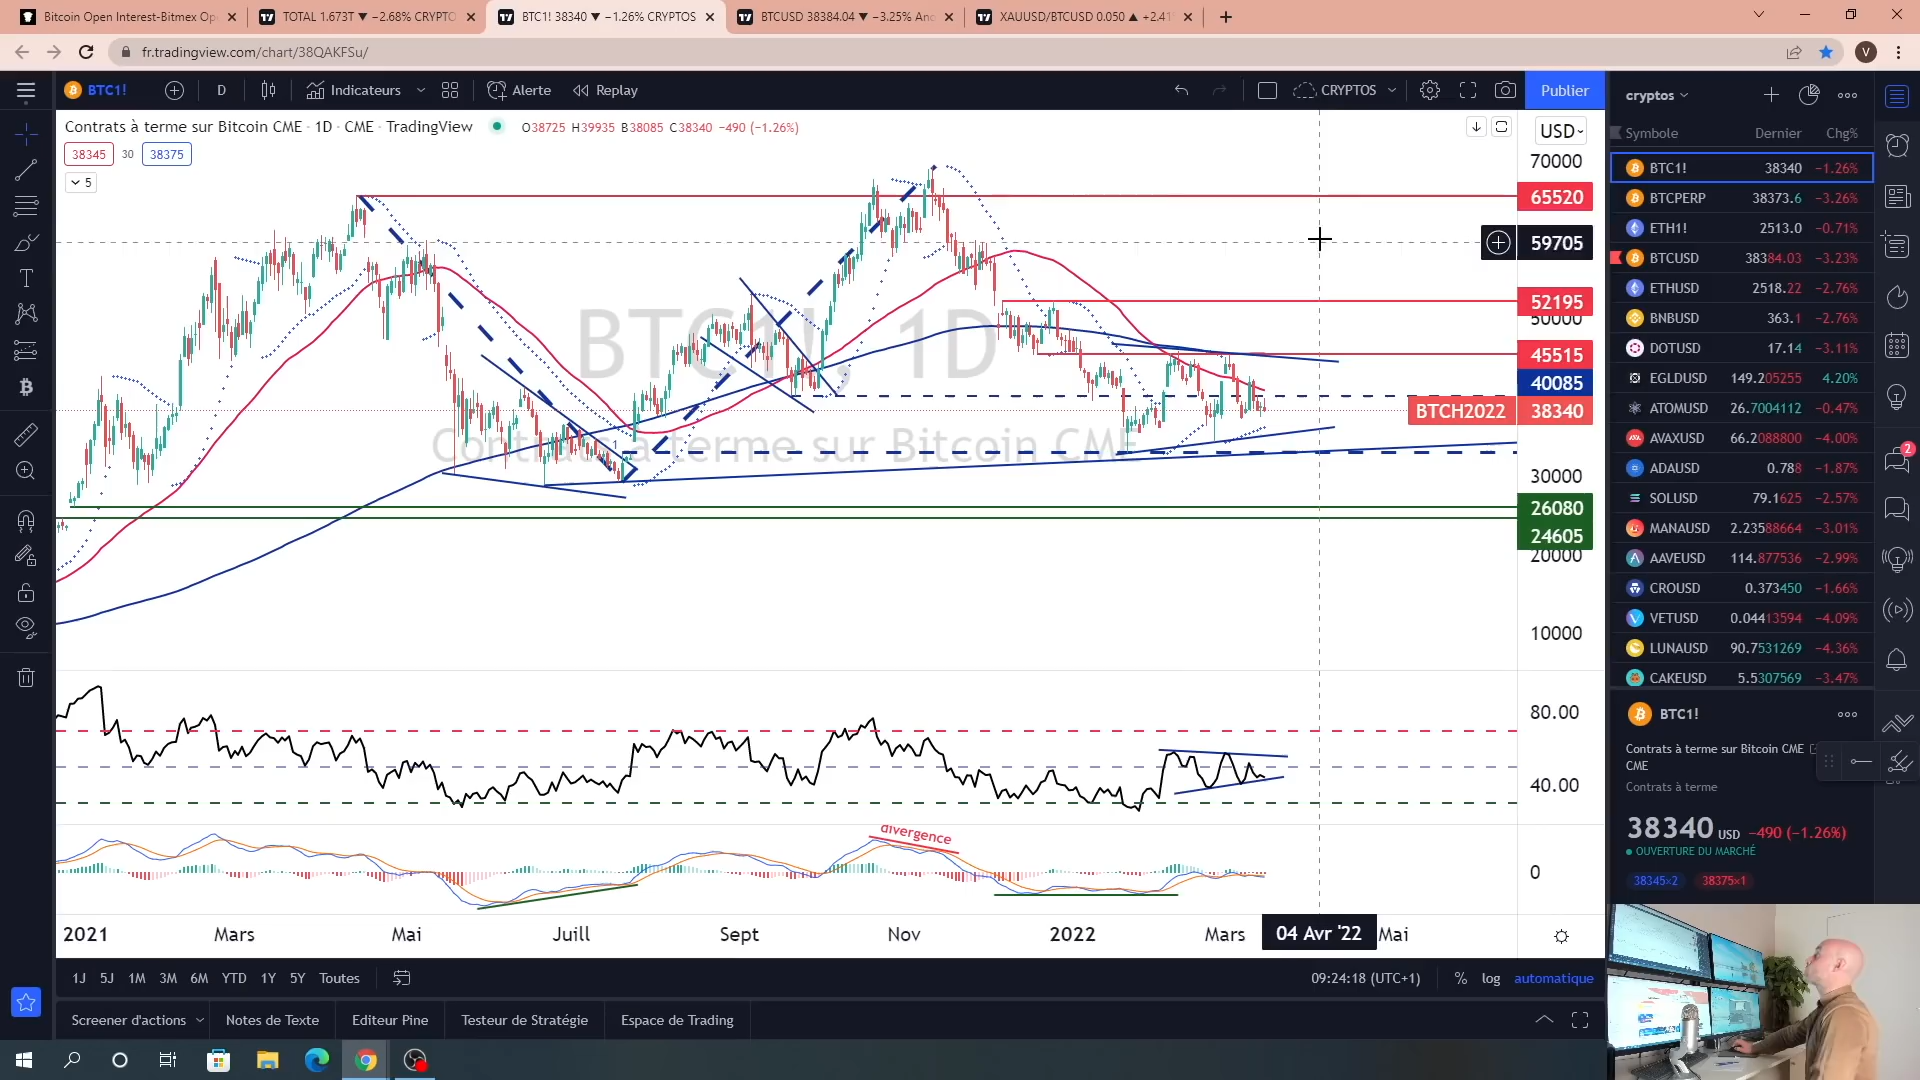 Bitcoin Open Interest-Bitmex Op
TOTAL 1.673T ▼ −2.68% CRYPTO
BTC1! 38340 ▼ −1.26% CRYPTOS
BTCUSD 38384.04 ▼ −3.25% An
XAUUSD/BTCUSD 0.050 ▲ +2.41
fr.tradingview.com/chart/38QAKFSu/
V
BTC1!
D
Indicateurs
Alerte
Replay
CRYPTOS
Publier
Contrats à terme sur Bitcoin CME · 1D · CME · TradingView
O38725 H39935 B38085 C38340 −490 (−1.26%)
38345 30 38375
5
USD
70000
65520
59705
52195
50000
45515
40085
BTCH2022 38340
30000
26080
24605
20000
10000
BTC1!, 1D
Contrats à terme sur Bitcoin CME
80.00
40.00
divergence
0
2021 Mars Mai Juill Sept Nov 2022 Mars 04 Avr '22 Mai
1J 5J 1M 3M 6M YTD 1Y 5Y Toutes
09:24:18 (UTC+1) % log automatique
Screener d'actions
Notes de Texte
Editeur Pine
Testeur de Stratégie
Espace de Trading
cryptos
Symbole Dernier Chg%
BTC1! 38340 −1.26%
BTCPERP 38373.6 −3.26%
ETH1! 2513.0 −0.71%
BTCUSD 38384.03 −3.23%
ETHUSD 2518.22 −2.76%
BNBUSD 363.1 −2.76%
DOTUSD 17.14 −3.11%
EGLDUSD 149.205255 4.20%
ATOMUSD 26.7004112 −0.47%
AVAXUSD 66.2088800 −4.00%
ADAUSD 0.788 −1.87%
SOLUSD 79.1625 −2.57%
MANAUSD 2.23588664 −3.01%
AAVEUSD 114.877536 −2.99%
CROUSD 0.373450 −1.66%
VETUSD 0.04413594 −4.09%
LUNAUSD 90.7531269 −4.36%
CAKEUSD 5.5307569 −3.47%
BTC1!
Contrats à terme sur Bitcoin CME
CME
Contrats à terme
38340 USD −490 (−1.26%)
OUVERTURE DU MARCHÉ
38345×2 38375×1
2